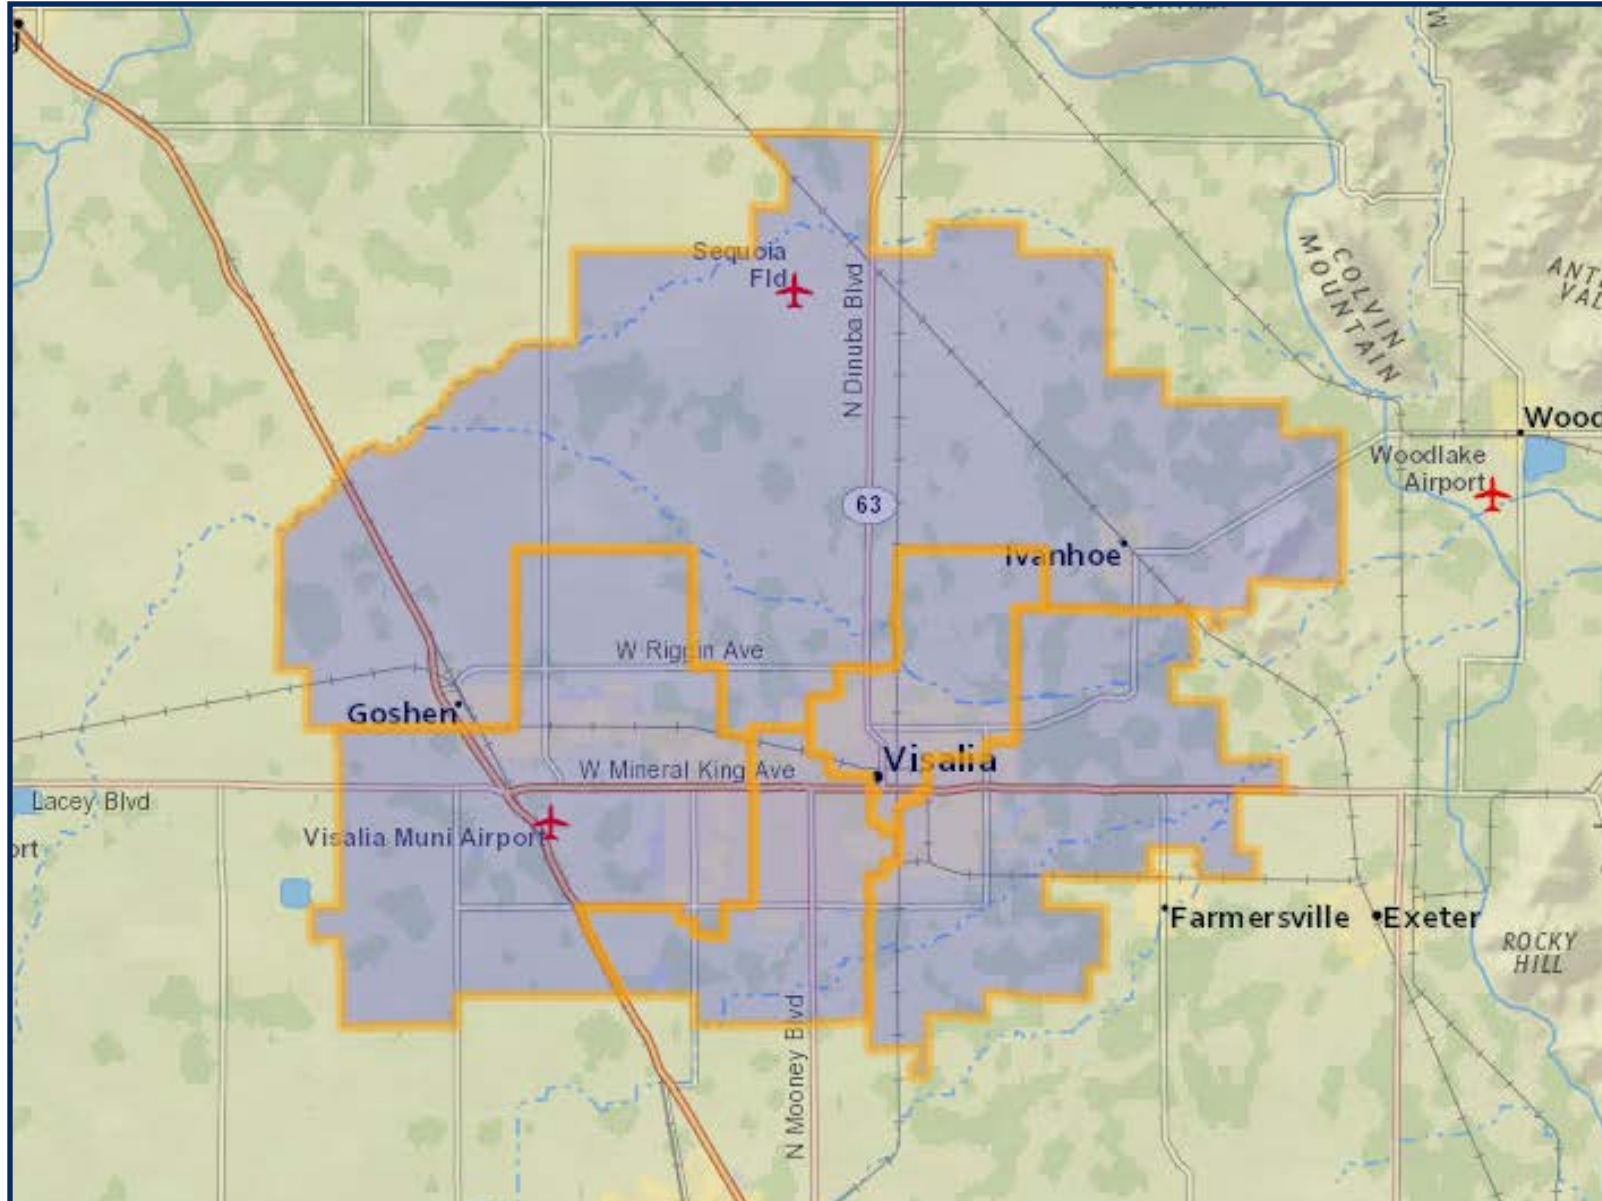 Sequoia
Fld
N Dinuba Blvd
COLVIN
MOUNTAIN
63
Woodlake
Airport
Ivanhoe
W Riggin Ave
Goshen
Visalia
W Mineral King Ave
Lacey Blvd
Visalia Muni Airport
Farmersville
Exeter
ROCKY
HILL
N Mooney Blvd